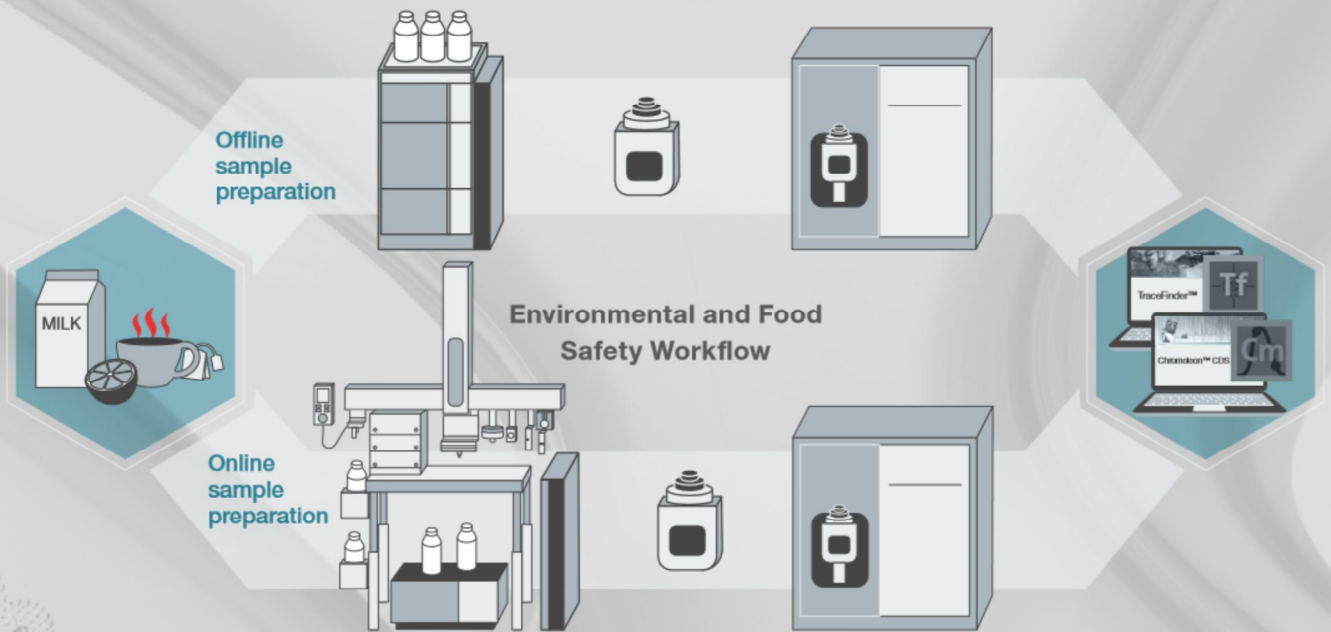 Offline
sample
preparation
MILK
Environmental and Food
Safety Workflow
TraceFinder™
Tf
Chromeleon™ CDS
Cm
Online
sample
preparation